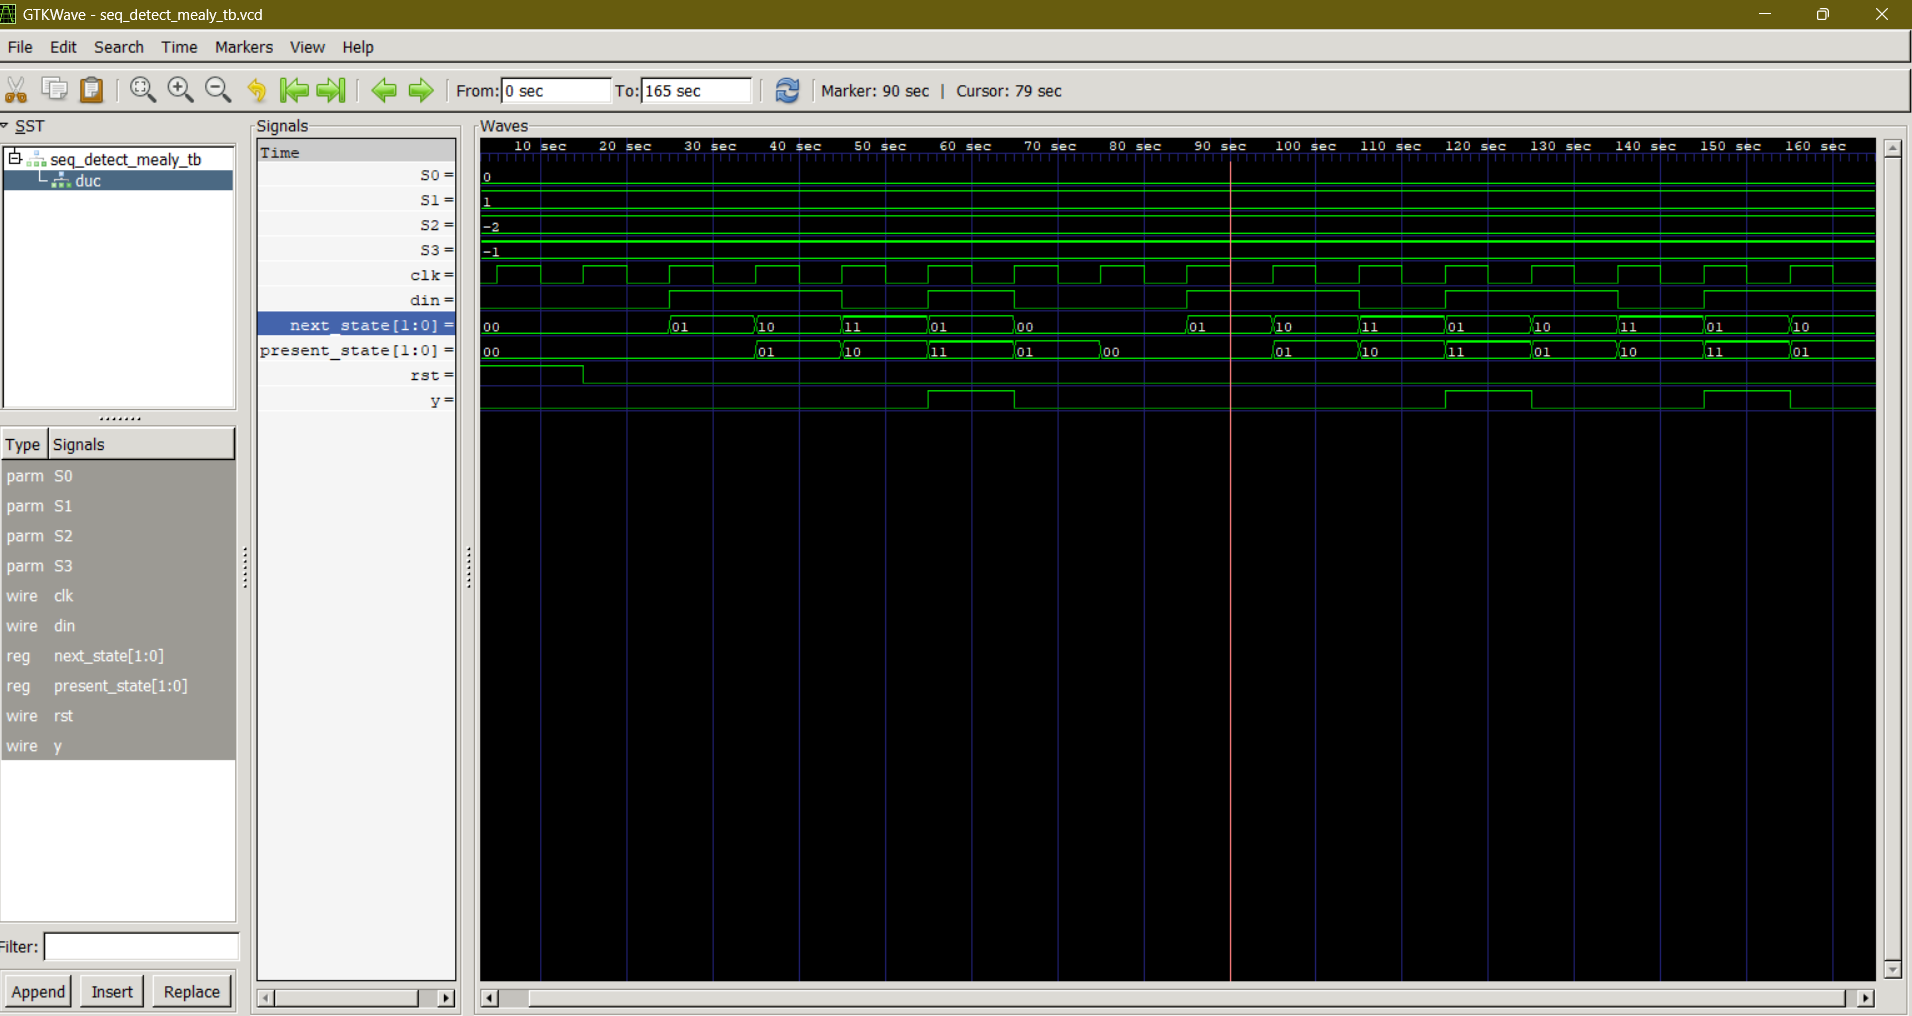 GTKWave - seq_detect_mealy_tb.vcd
File Edit Search Time Markers View Help
From: 0 sec To: 165 sec Marker: 90 sec | Cursor: 79 sec
SST
seq_detect_mealy_tb
duc
Type Signals
parm S0
parm S1
parm S2
parm S3
wire clk
wire din
reg next_state[1:0]
reg present_state[1:0]
wire rst
wire y
Filter:
Append Insert Replace
Signals
Time
S0 =
S1 =
S2 =
S3 =
clk =
din =
next_state[1:0] =
present_state[1:0] =
rst =
y =
Waves
10 sec 20 sec 30 sec 40 sec 50 sec 60 sec 70 sec 80 sec 90 sec 100 sec 110 sec 120 sec 130 sec 140 sec 150 sec 160 sec
0
1
-2
-1
00 01 10 11 01 00 01 10 11 01 10 11 01 10
00 01 10 11 01 00 01 10 11 01 10 11 01